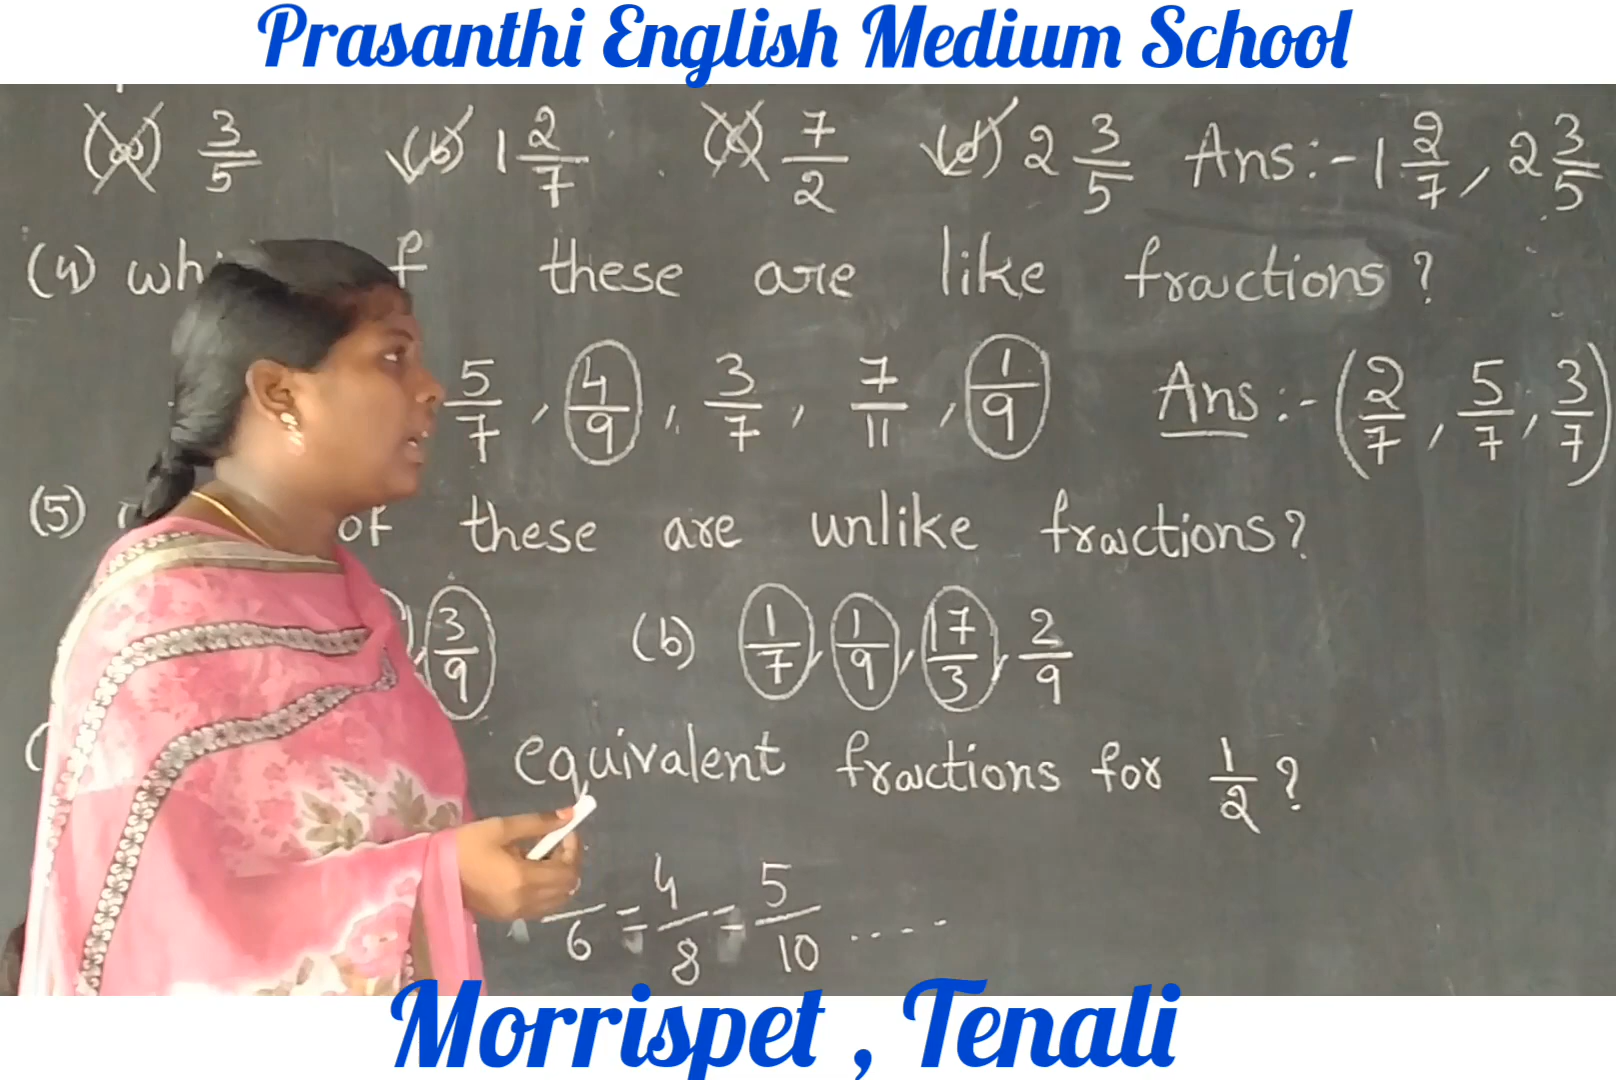 Prasanthi English Medium School
(a) 3/5 (b) 1 2/7 (c) 7/2 (d) 2 3/5 Ans:- 1 2/7, 2 3/5
(4) these are like fractions?
5/7, 4/9, 3/7, 7/11, 1/9 Ans:- (2/7, 5/7, 3/7)
(5) of these are unlike fractions?
3/9 (b) 1/7, 1/9, 17/3, 2/9
equivalent fractions for 1/2?
6 = 4/8 = 5/10 ....
Morrispet , Tenali